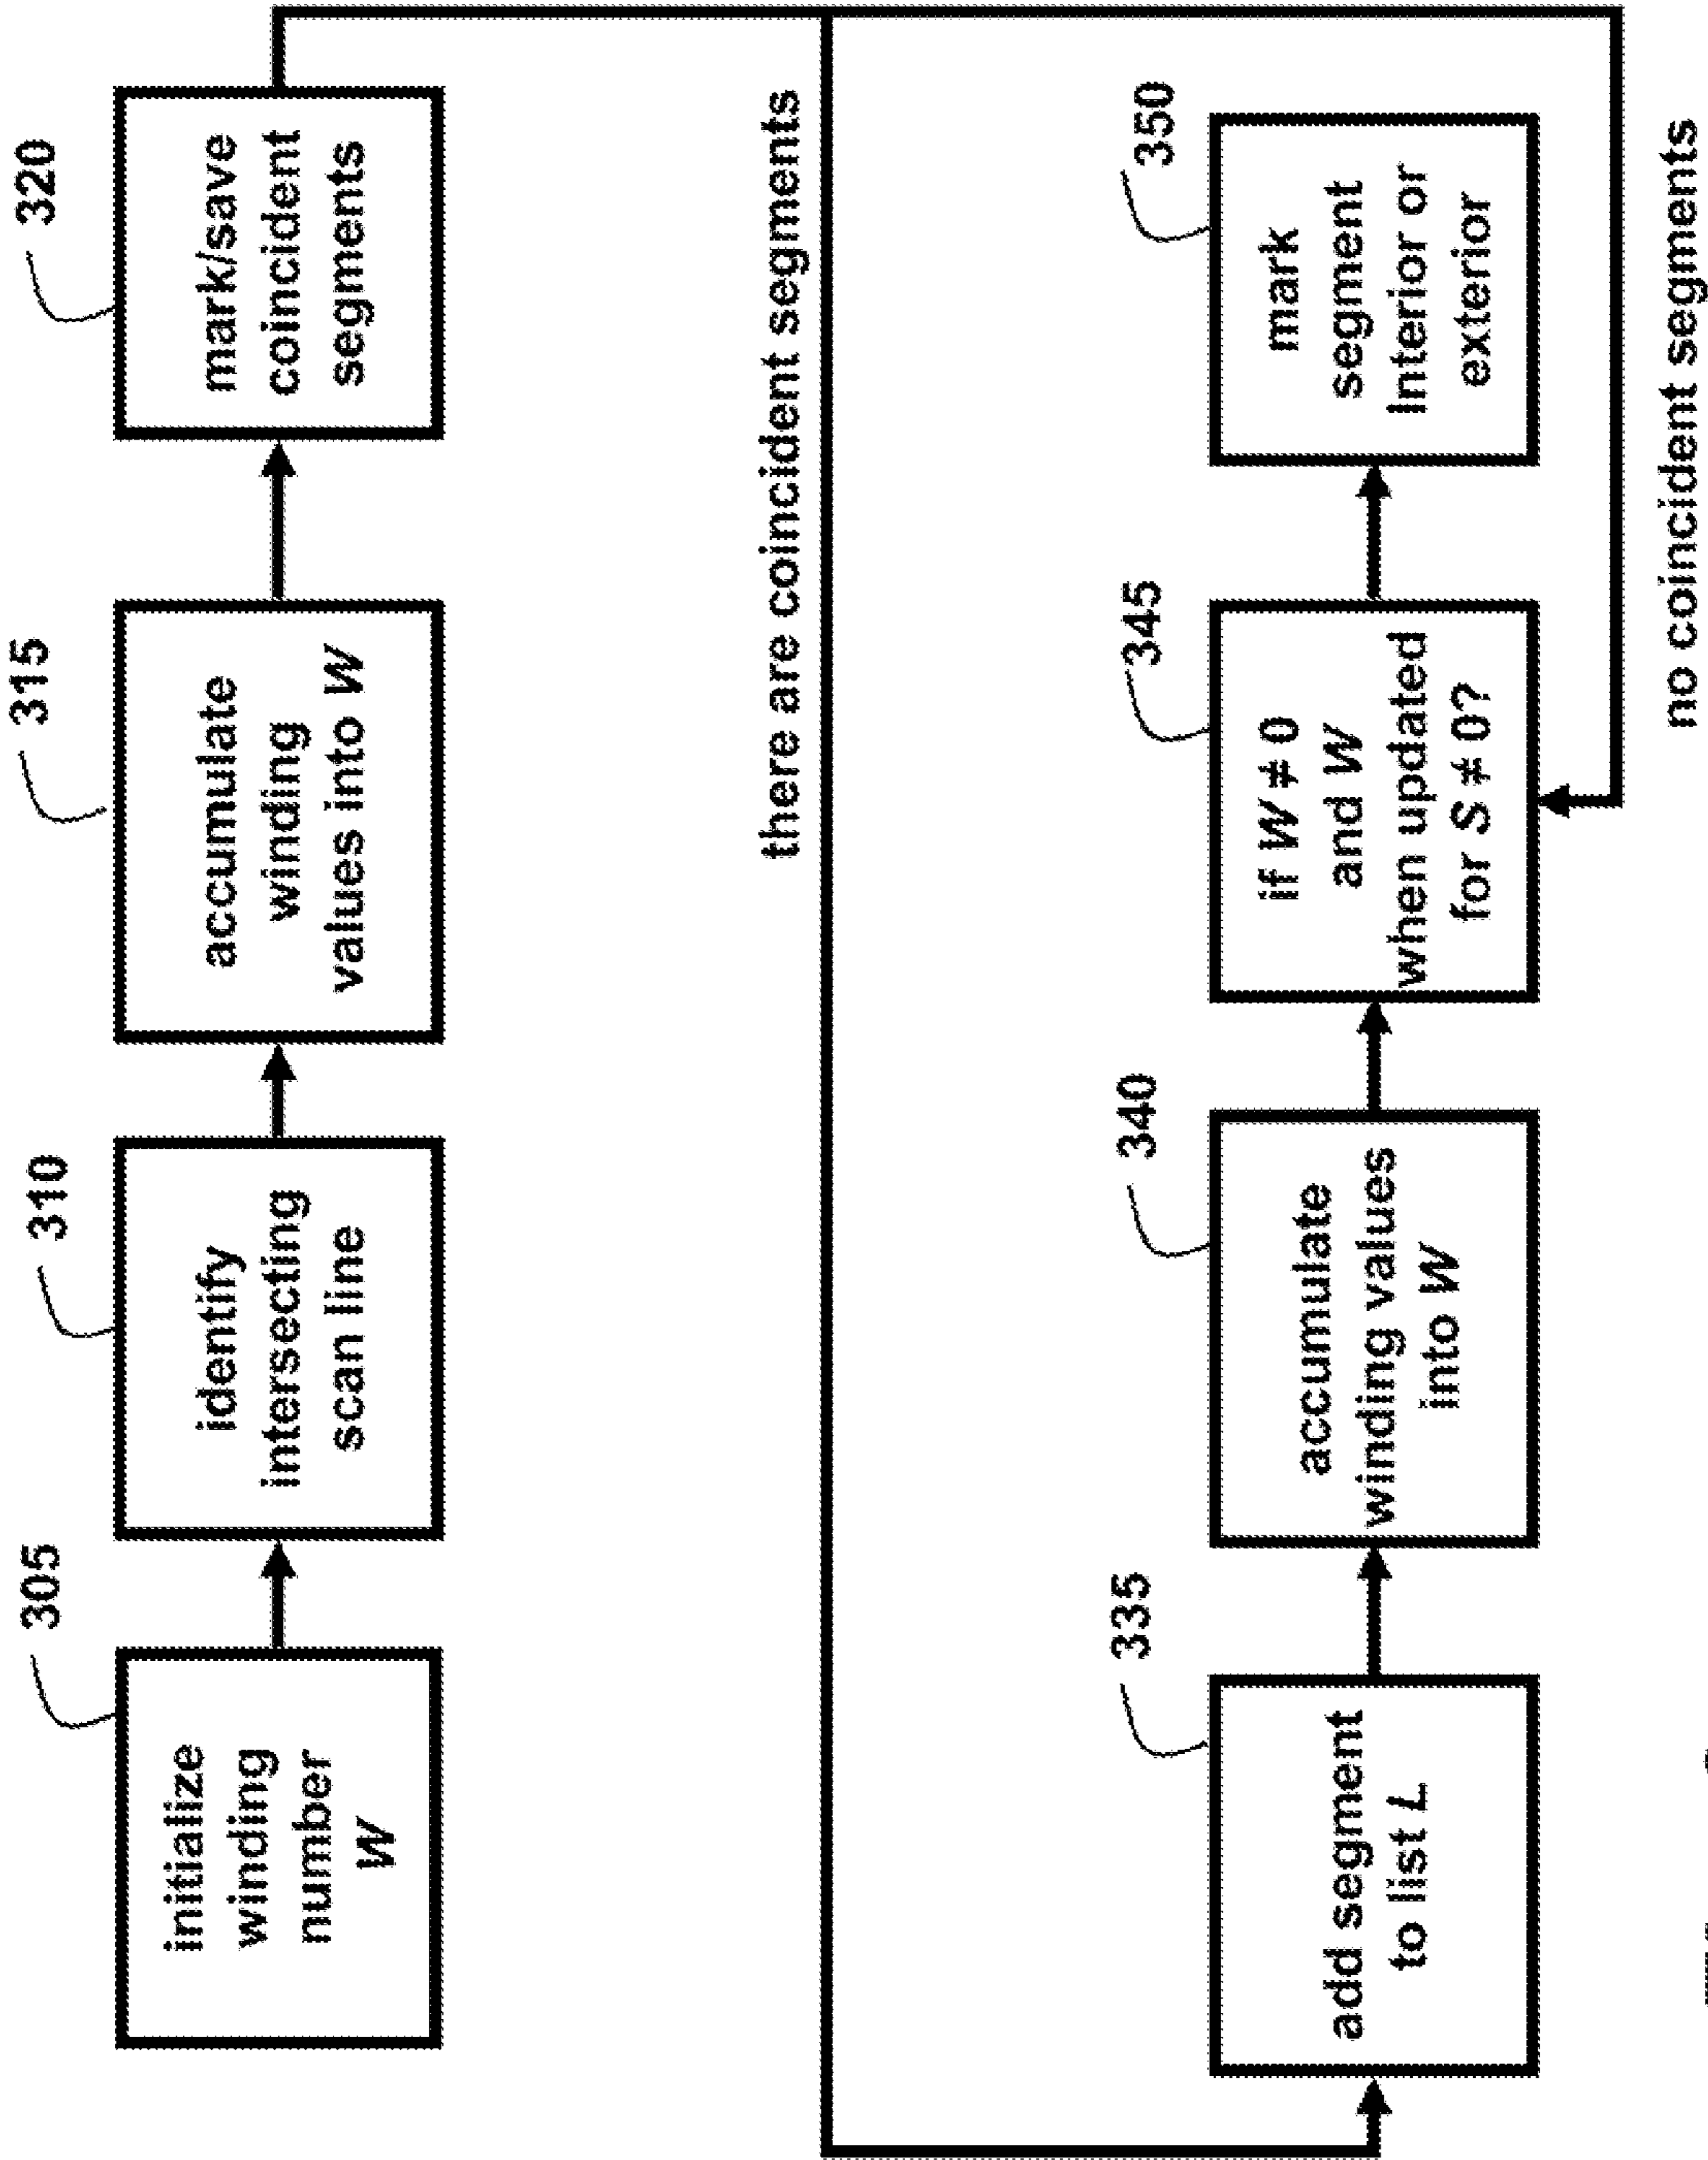 305
initialize
winding
number
W
310
identify
intersecting
scan line
315
accumulate
winding
values into W
320
mark/save
coincident
segments
there are coincident segments
335
add segment
to list L
340
accumulate
winding values
into W
345
if W ≠ 0
and W
when updated
for S ≠ 0?
350
mark
segment
interior or
exterior
no coincident segments